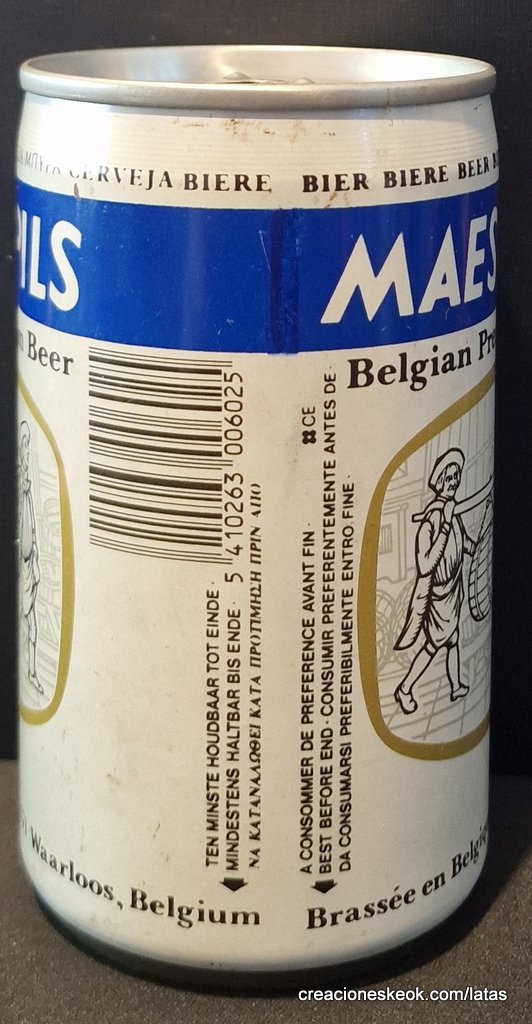 CERVEJA BIERE BIER BIERE BEER
ILS
MAES
Beer
Belgian
5 410263 006025
TEN MINSTE HOUDBAAR TOT EINDE ·
MINDESTENS HALTBAR BIS ENDE ·
ΝΑ ΚΑΤΑΝΑΛΩΘΕΙ ΚΑΤΑ ΠΡΟΤΙΜΗΣΗ ΠΡΙΝ ΑΠΟ
A CONSOMMER DE PREFERENCE AVANT FIN · CE
BEST BEFORE END · CONSUMIR PREFERENTEMENTE ANTES DE ·
DA CONSUMARSI PREFERIBILMENTE ENTRO FINE ·
Waarloos, Belgium
Brassée en
creacioneskeok.com/latas